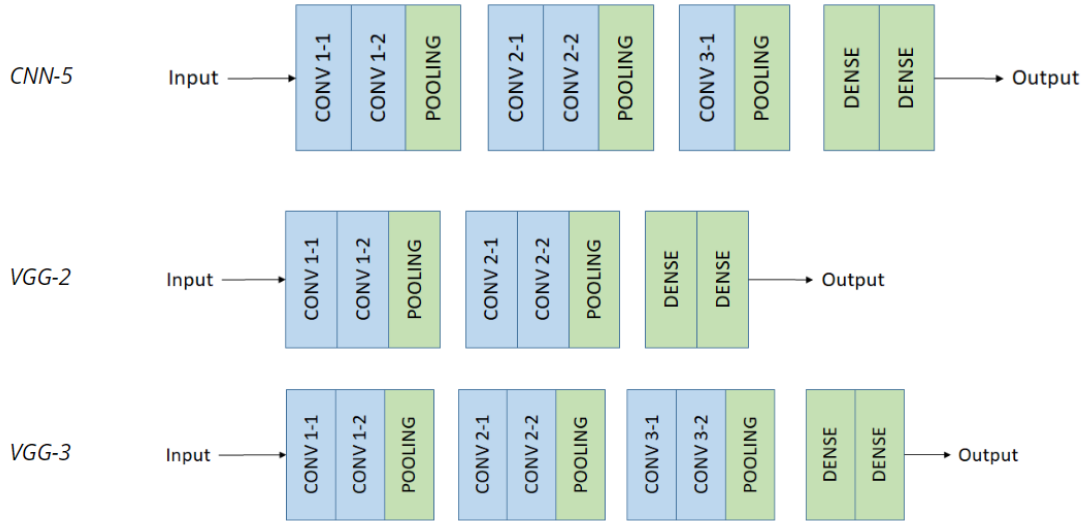 CNN-5
Input
CONV 1-1
CONV 1-2
POOLING
CONV 2-1
CONV 2-2
POOLING
CONV 3-1
POOLING
DENSE
DENSE
Output
VGG-2
Input
CONV 1-1
CONV 1-2
POOLING
CONV 2-1
CONV 2-2
POOLING
DENSE
DENSE
Output
VGG-3
Input
CONV 1-1
CONV 1-2
POOLING
CONV 2-1
CONV 2-2
POOLING
CONV 3-1
CONV 3-2
POOLING
DENSE
DENSE
Output